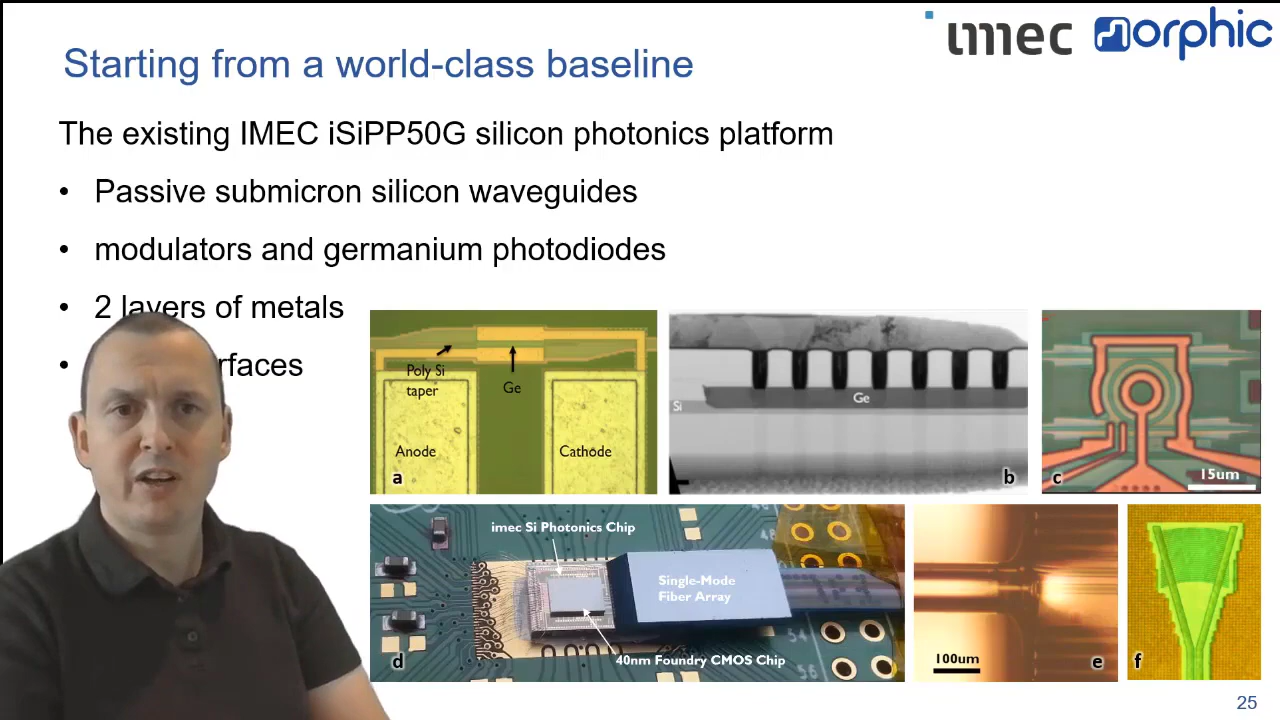 Starting from a world-class baseline
imec morphic
The existing IMEC iSiPP50G silicon photonics platform
• Passive submicron silicon waveguides
• modulators and germanium photodiodes
• 2 layers of metals
• rfaces
Poly Si
taper
Ge
Anode
Cathode
a
Si
Ge
b
c
15um
imec Si Photonics Chip
Single-Mode
Fiber Array
40nm Foundry CMOS Chip
d
100um
e
f
25